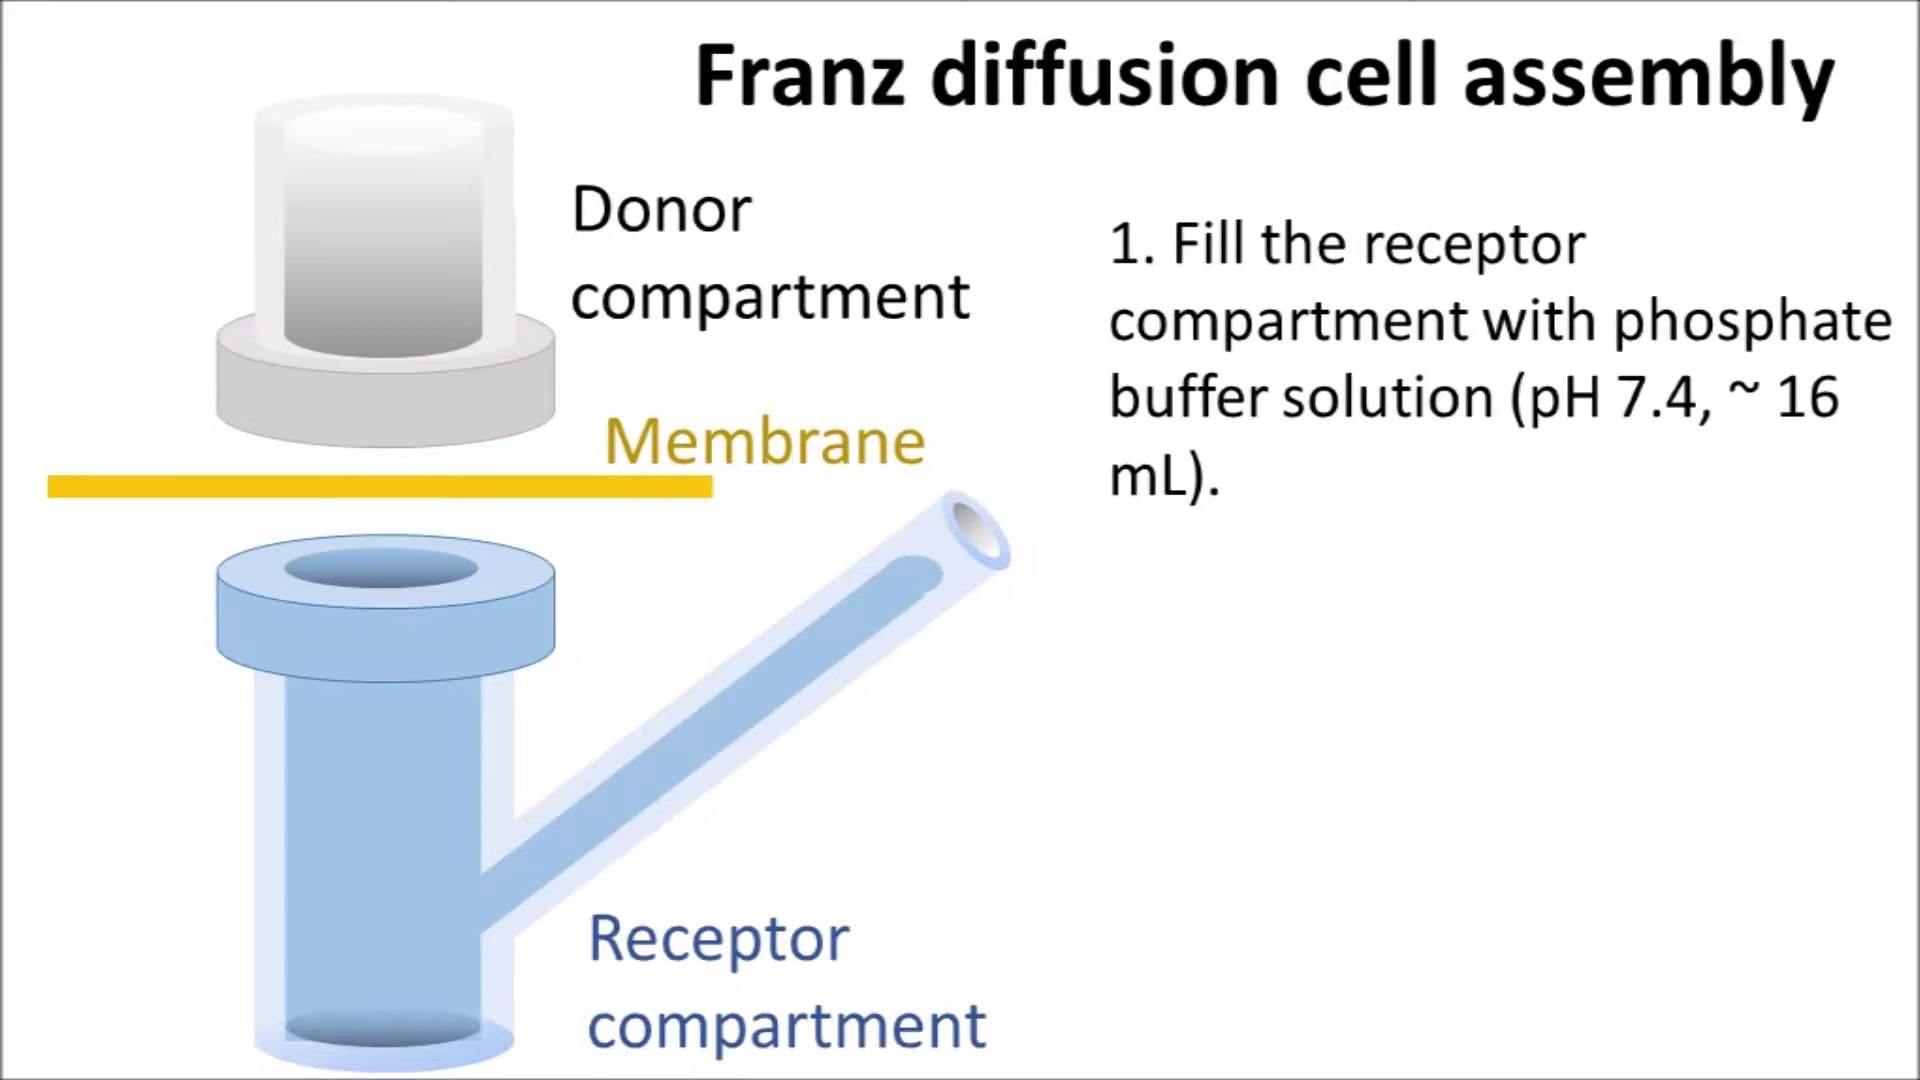 Franz diffusion cell assembly
Donor
compartment
1. Fill the receptor
compartment with phosphate
buffer solution (pH 7.4, ~ 16
mL).
Membrane
Receptor
compartment